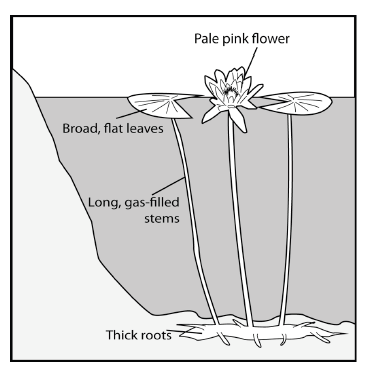 Pale pink flower
Broad, flat leaves
Long, gas-filled
stems
Thick roots